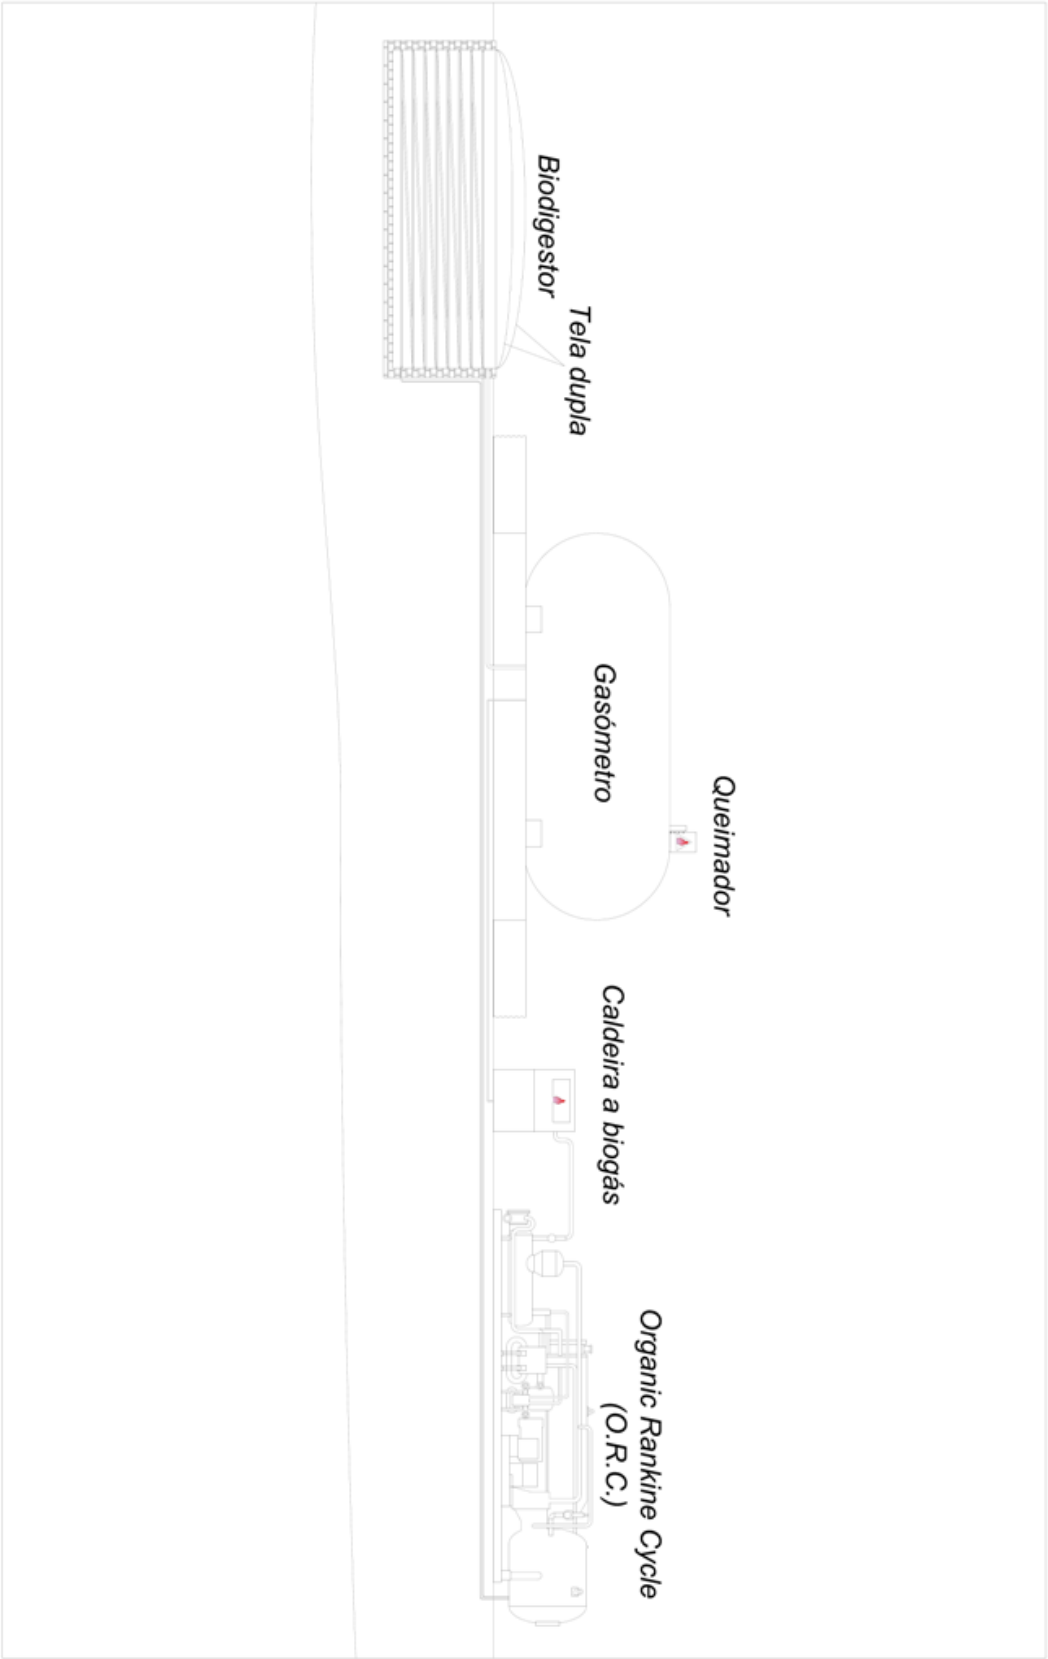 Biodigestor
Tela dupla
Gasómetro
Queimador
Caldeira a biogás
Organic Rankine Cycle
(O.R.C.)